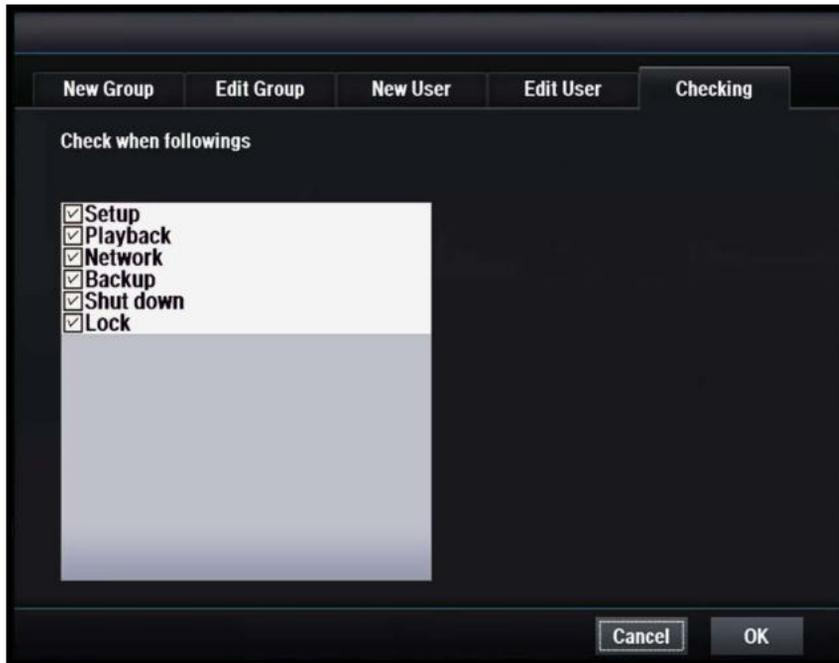 New Group Edit Group New User Edit User Checking
Check when followings
Setup
Playback
Network
Backup
Shut down
Lock
Cancel OK